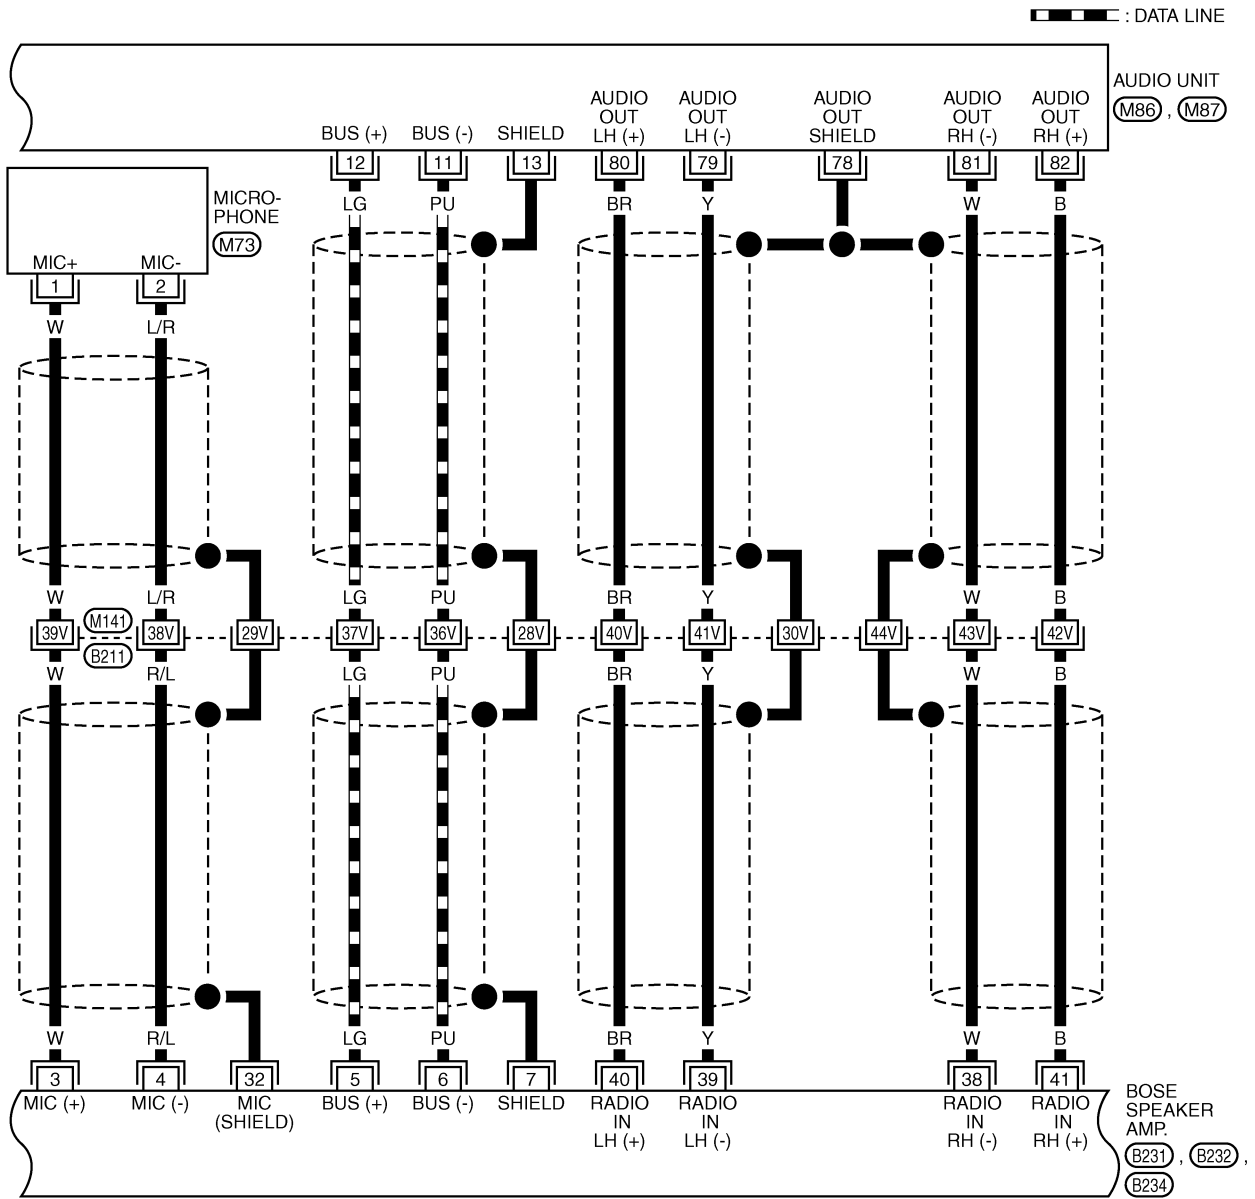 : DATA LINE
AUDIO UNIT
M86 , M87
BUS (+)
BUS (-)
SHIELD
AUDIO
OUT
LH (+)
AUDIO
OUT
LH (-)
AUDIO
OUT
SHIELD
AUDIO
OUT
RH (-)
AUDIO
OUT
RH (+)
12 11 13 80 79 78 81 82
LG PU BR Y W B
MICRO-
PHONE
M73
MIC+ MIC-
1 2
W L/R
W L/R LG PU BR Y W B
M141
39V 38V 29V 37V 36V 28V 40V 41V 30V 44V 43V 42V
B211
W R/L LG PU BR Y W B
W R/L LG PU BR Y W B
3 4 32 5 6 7 40 39 38 41
MIC (+)
MIC (-)
MIC
(SHIELD)
BUS (+)
BUS (-)
SHIELD
RADIO
IN
LH (+)
RADIO
IN
LH (-)
RADIO
IN
RH (-)
RADIO
IN
RH (+)
BOSE
SPEAKER
AMP.
B231 , B232 ,
B234